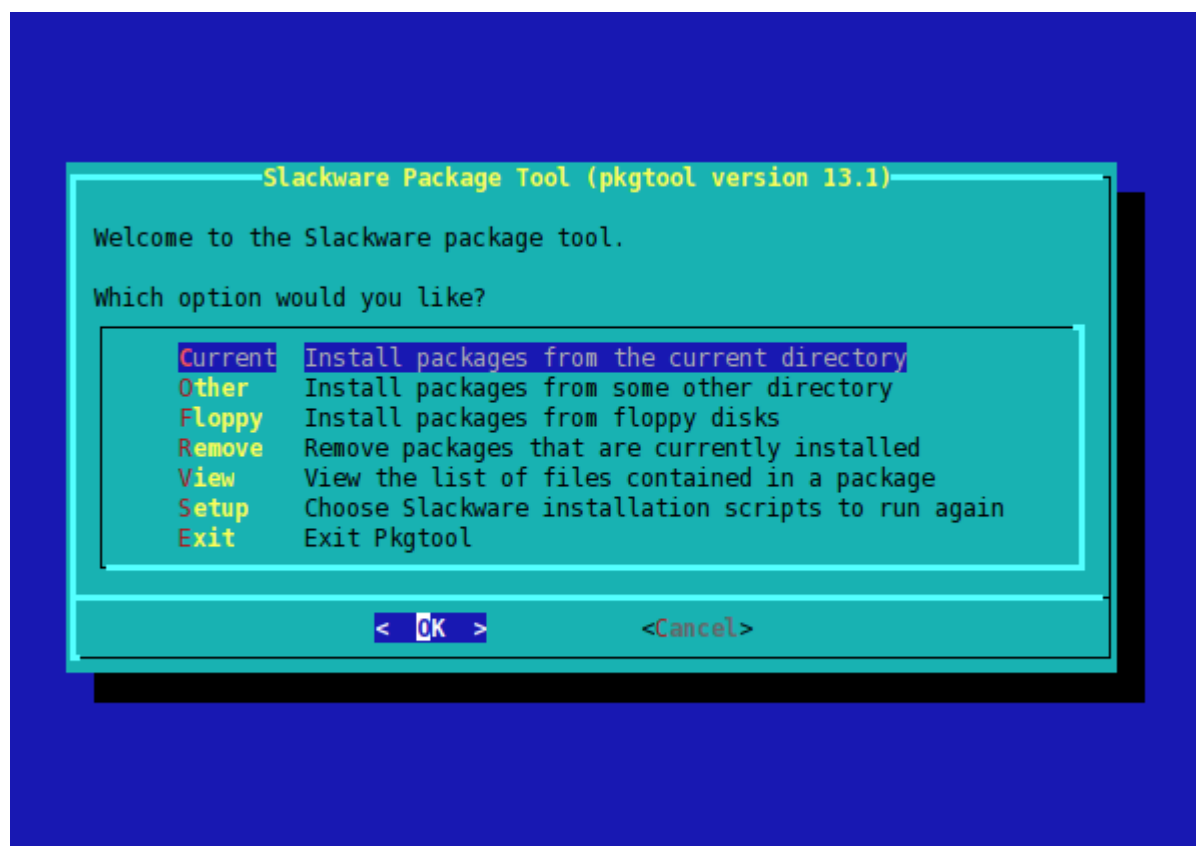 Slackware Package Tool (pkgtool version 13.1)
Welcome to the Slackware package tool.
Which option would you like?
Current Install packages from the current directory
Other Install packages from some other directory
Floppy Install packages from floppy disks
Remove Remove packages that are currently installed
View View the list of files contained in a package
Setup Choose Slackware installation scripts to run again
Exit Exit Pkgtool
< OK > <Cancel>